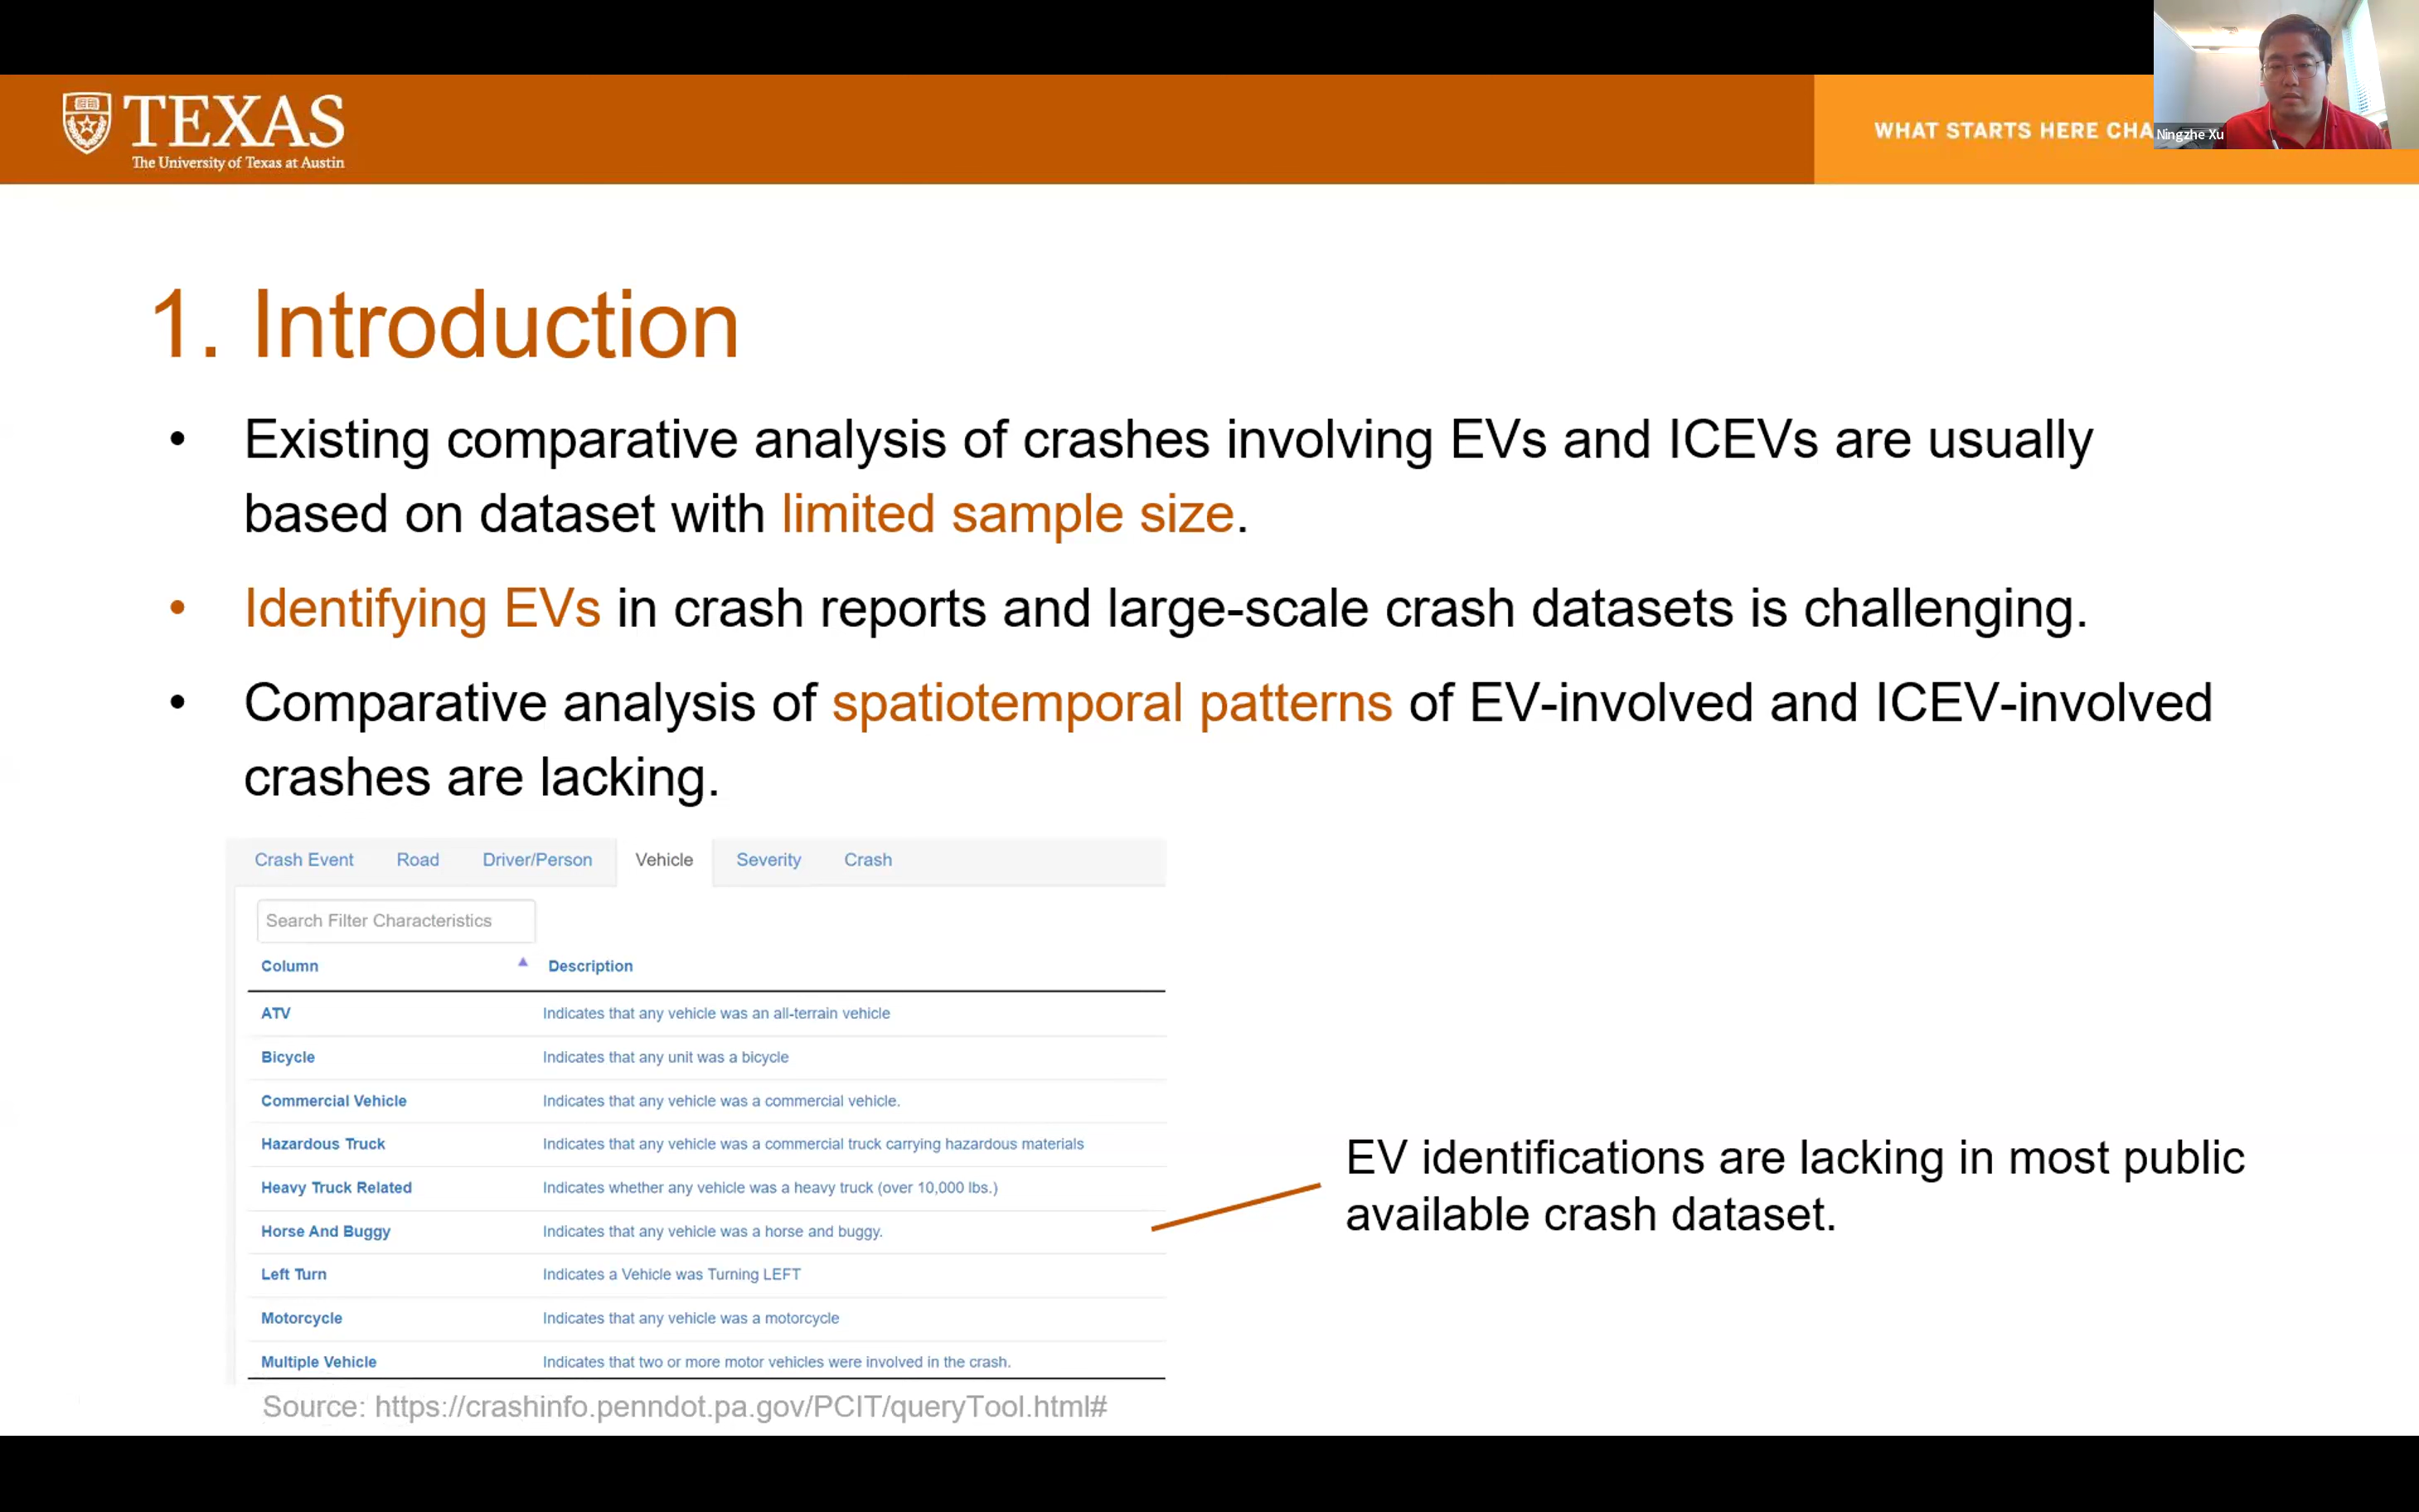 TEXAS
The University of Texas at Austin
WHAT STARTS HERE CHA
Ningzhe Xu
1. Introduction
• Existing comparative analysis of crashes involving EVs and ICEVs are usually
based on dataset with limited sample size.
• Identifying EVs in crash reports and large-scale crash datasets is challenging.
• Comparative analysis of spatiotemporal patterns of EV-involved and ICEV-involved
crashes are lacking.
Crash Event Road Driver/Person Vehicle Severity Crash
Search Filter Characteristics
Column Description
ATV Indicates that any vehicle was an all-terrain vehicle
Bicycle Indicates that any unit was a bicycle
Commercial Vehicle Indicates that any vehicle was a commercial vehicle.
Hazardous Truck Indicates that any vehicle was a commercial truck carrying hazardous materials
Heavy Truck Related Indicates whether any vehicle was a heavy truck (over 10,000 lbs.)
Horse And Buggy Indicates that any vehicle was a horse and buggy.
Left Turn Indicates a Vehicle was Turning LEFT
Motorcycle Indicates that any vehicle was a motorcycle
Multiple Vehicle Indicates that two or more motor vehicles were involved in the crash.
Source: https://crashinfo.penndot.pa.gov/PCIT/queryTool.html#
EV identifications are lacking in most public
available crash dataset.